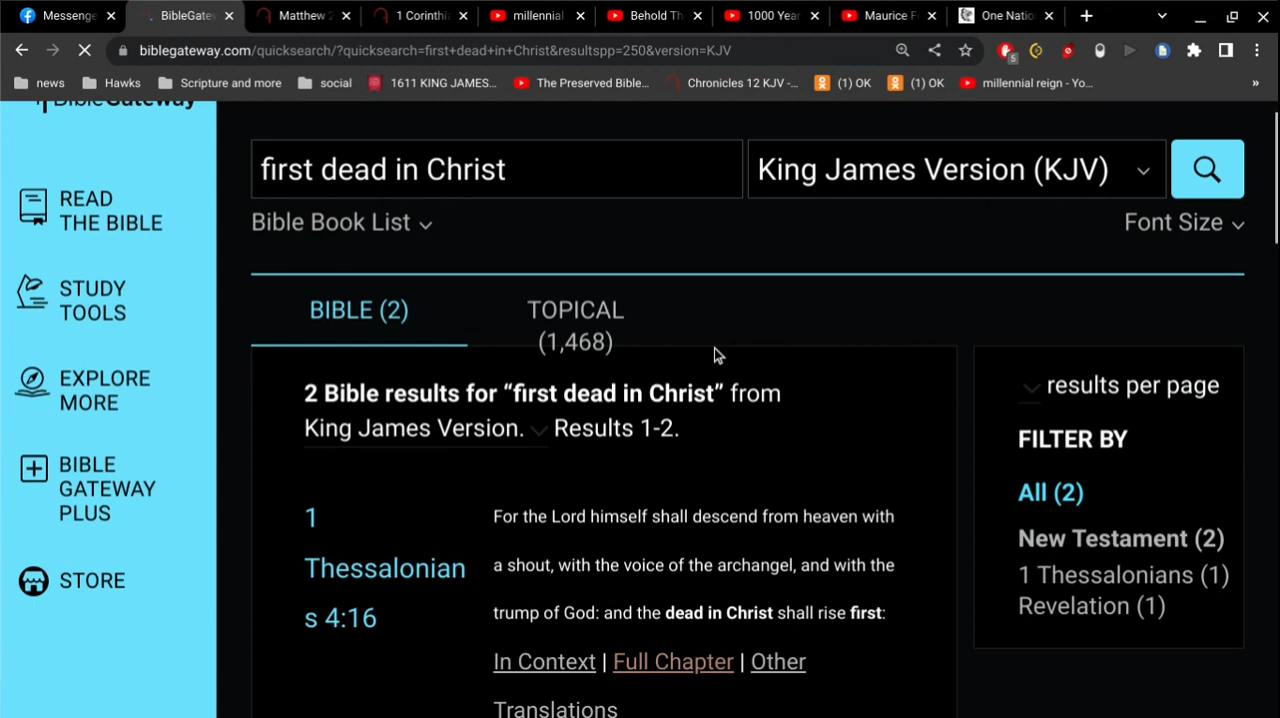 Messenge
BibleGatew
Matthew 2
1 Corinthi
millennial
Behold Th
1000 Year
Maurice F
One Natio
biblegateway.com/quicksearch/?quicksearch=first+dead+in+Christ&resultspp=250&version=KJV
5
news
Hawks
Scripture and more
social
1611 KING JAMES...
The Preserved Bible...
Chronicles 12 KJV -...
(1) OK
(1) OK
millennial reign - Yo...
»
BibleGateway
READ
THE BIBLE
STUDY
TOOLS
EXPLORE
MORE
BIBLE
GATEWAY
PLUS
STORE
first dead in Christ
King James Version (KJV)
Bible Book List
Font Size
BIBLE (2)
TOPICAL
(1,468)
2 Bible results for “first dead in Christ” from
King James Version. Results 1-2.
1
Thessalonian
s 4:16
For the Lord himself shall descend from heaven with
a shout, with the voice of the archangel, and with the
trump of God: and the dead in Christ shall rise first:
In Context | Full Chapter | Other
Translations
results per page
FILTER BY
All (2)
New Testament (2)
1 Thessalonians (1)
Revelation (1)